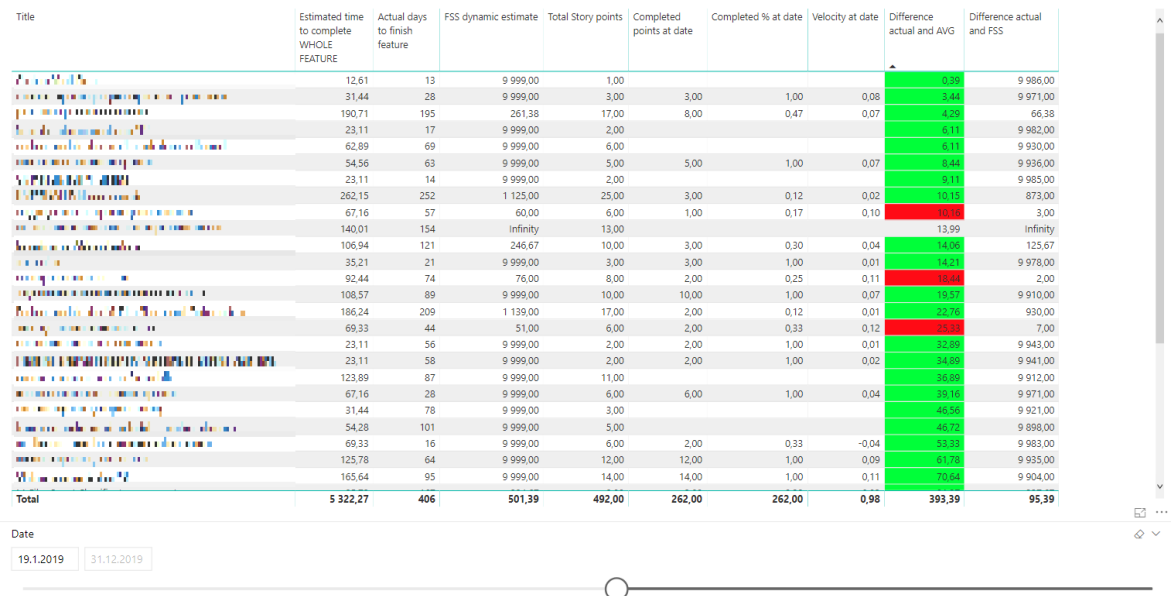 Title Estimated time to complete WHOLE FEATURE Actual days to finish feature FSS dynamic estimate Total Story points Completed points at date Completed % at date Velocity at date Difference actual and AVG Difference actual and FSS
12,61 13 9 999,00 1,00 0,39 9 986,00
31,44 28 9 999,00 3,00 3,00 1,00 0,08 3,44 9 971,00
190,71 195 261,38 17,00 8,00 0,47 0,07 4,29 66,38
23,11 17 9 999,00 2,00 6,11 9 982,00
62,89 69 9 999,00 6,00 6,11 9 930,00
54,56 63 9 999,00 5,00 5,00 1,00 0,07 8,44 9 936,00
23,11 14 9 999,00 2,00 9,11 9 985,00
262,15 252 1 125,00 25,00 3,00 0,12 0,02 10,15 873,00
67,16 57 60,00 6,00 1,00 0,17 0,10 10,16 3,00
140,01 154 Infinity 13,00 13,99 Infinity
106,94 121 246,67 10,00 3,00 0,30 0,04 14,06 125,67
35,21 21 9 999,00 3,00 3,00 1,00 0,01 14,21 9 978,00
92,44 74 76,00 8,00 2,00 0,25 0,11 18,44 2,00
108,57 89 9 999,00 10,00 10,00 1,00 0,07 19,57 9 910,00
186,24 209 1 139,00 17,00 2,00 0,12 0,01 22,76 930,00
69,33 44 51,00 6,00 2,00 0,33 0,12 25,33 7,00
23,11 56 9 999,00 2,00 2,00 1,00 0,01 32,89 9 943,00
23,11 58 9 999,00 2,00 2,00 1,00 0,02 34,89 9 941,00
123,89 87 9 999,00 11,00 36,89 9 912,00
67,16 28 9 999,00 6,00 6,00 1,00 0,04 39,16 9 971,00
31,44 78 9 999,00 3,00 46,56 9 921,00
54,28 101 9 999,00 5,00 46,72 9 898,00
69,33 16 9 999,00 6,00 2,00 0,33 -0,04 53,33 9 983,00
125,78 64 9 999,00 12,00 12,00 1,00 0,09 61,78 9 935,00
165,64 95 9 999,00 14,00 14,00 1,00 0,11 70,64 9 904,00
Total 5 322,27 406 501,39 492,00 262,00 262,00 0,98 393,39 95,39
Date
19.1.2019 31.12.2019